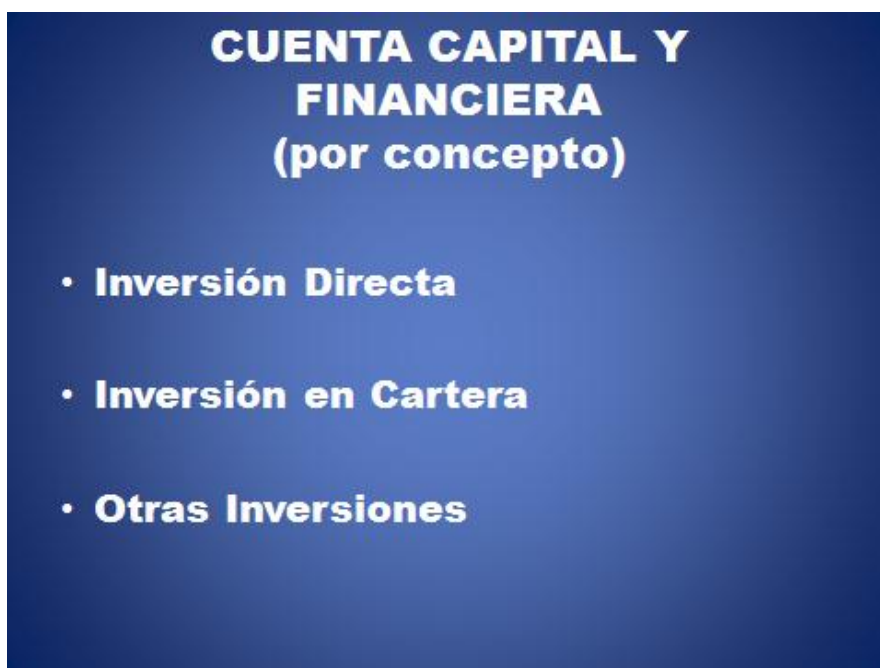 CUENTA CAPITAL Y
FINANCIERA
(por concepto)
• Inversión Directa
• Inversión en Cartera
• Otras Inversiones